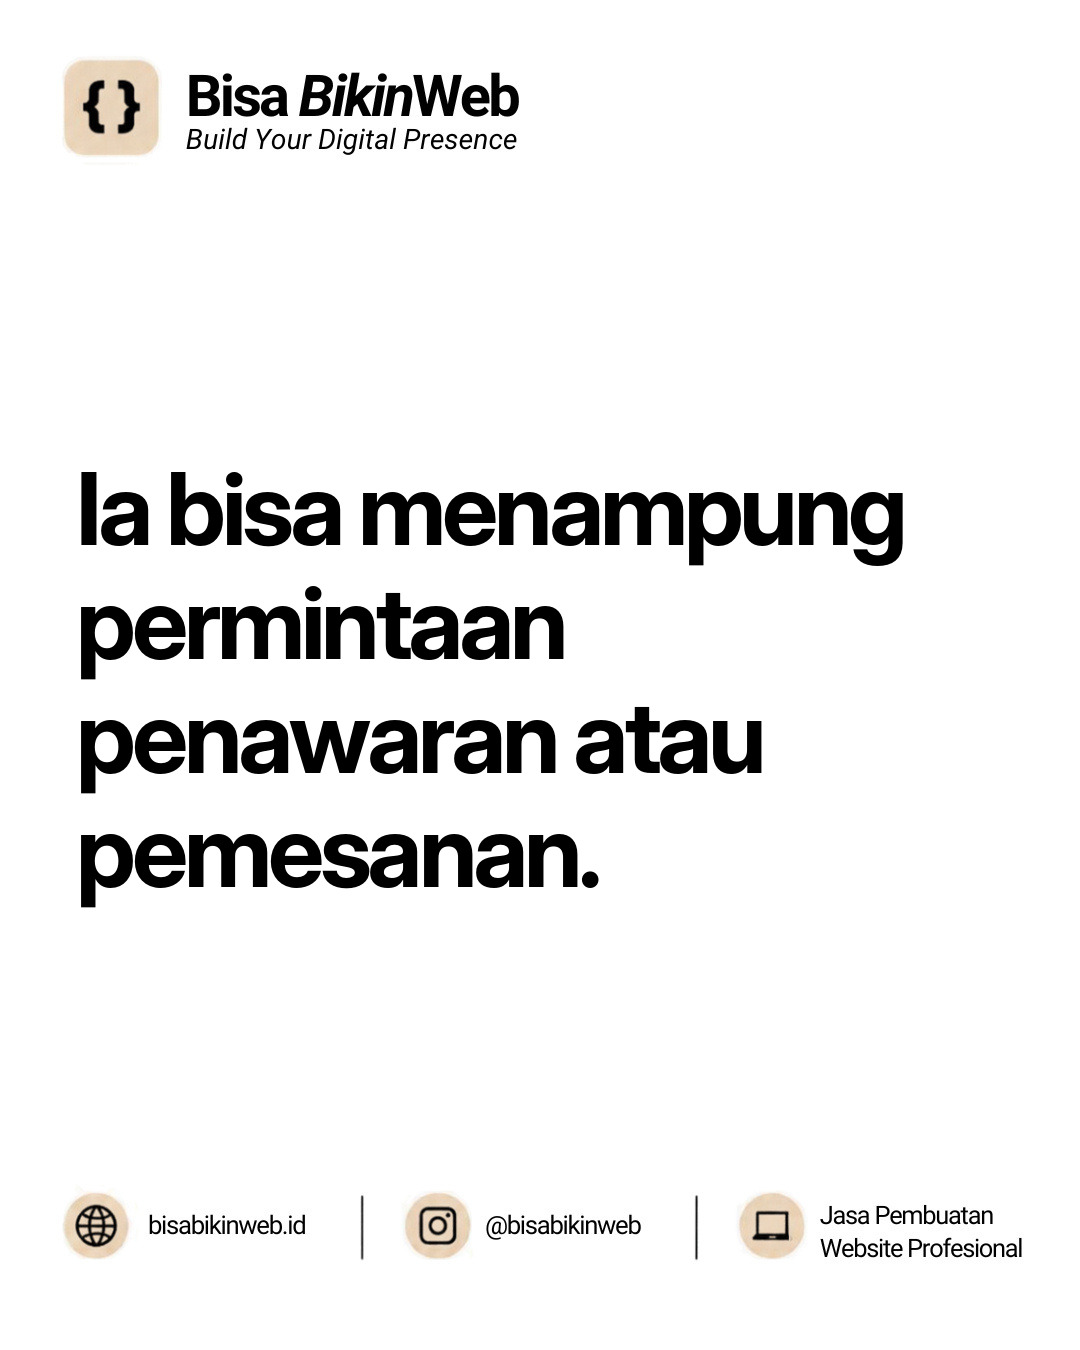 { }
Bisa BikinWeb
Build Your Digital Presence
Ia bisa menampung
permintaan
penawaran atau
pemesanan.
bisabikinweb.id
@bisabikinweb
Jasa Pembuatan
Website Profesional